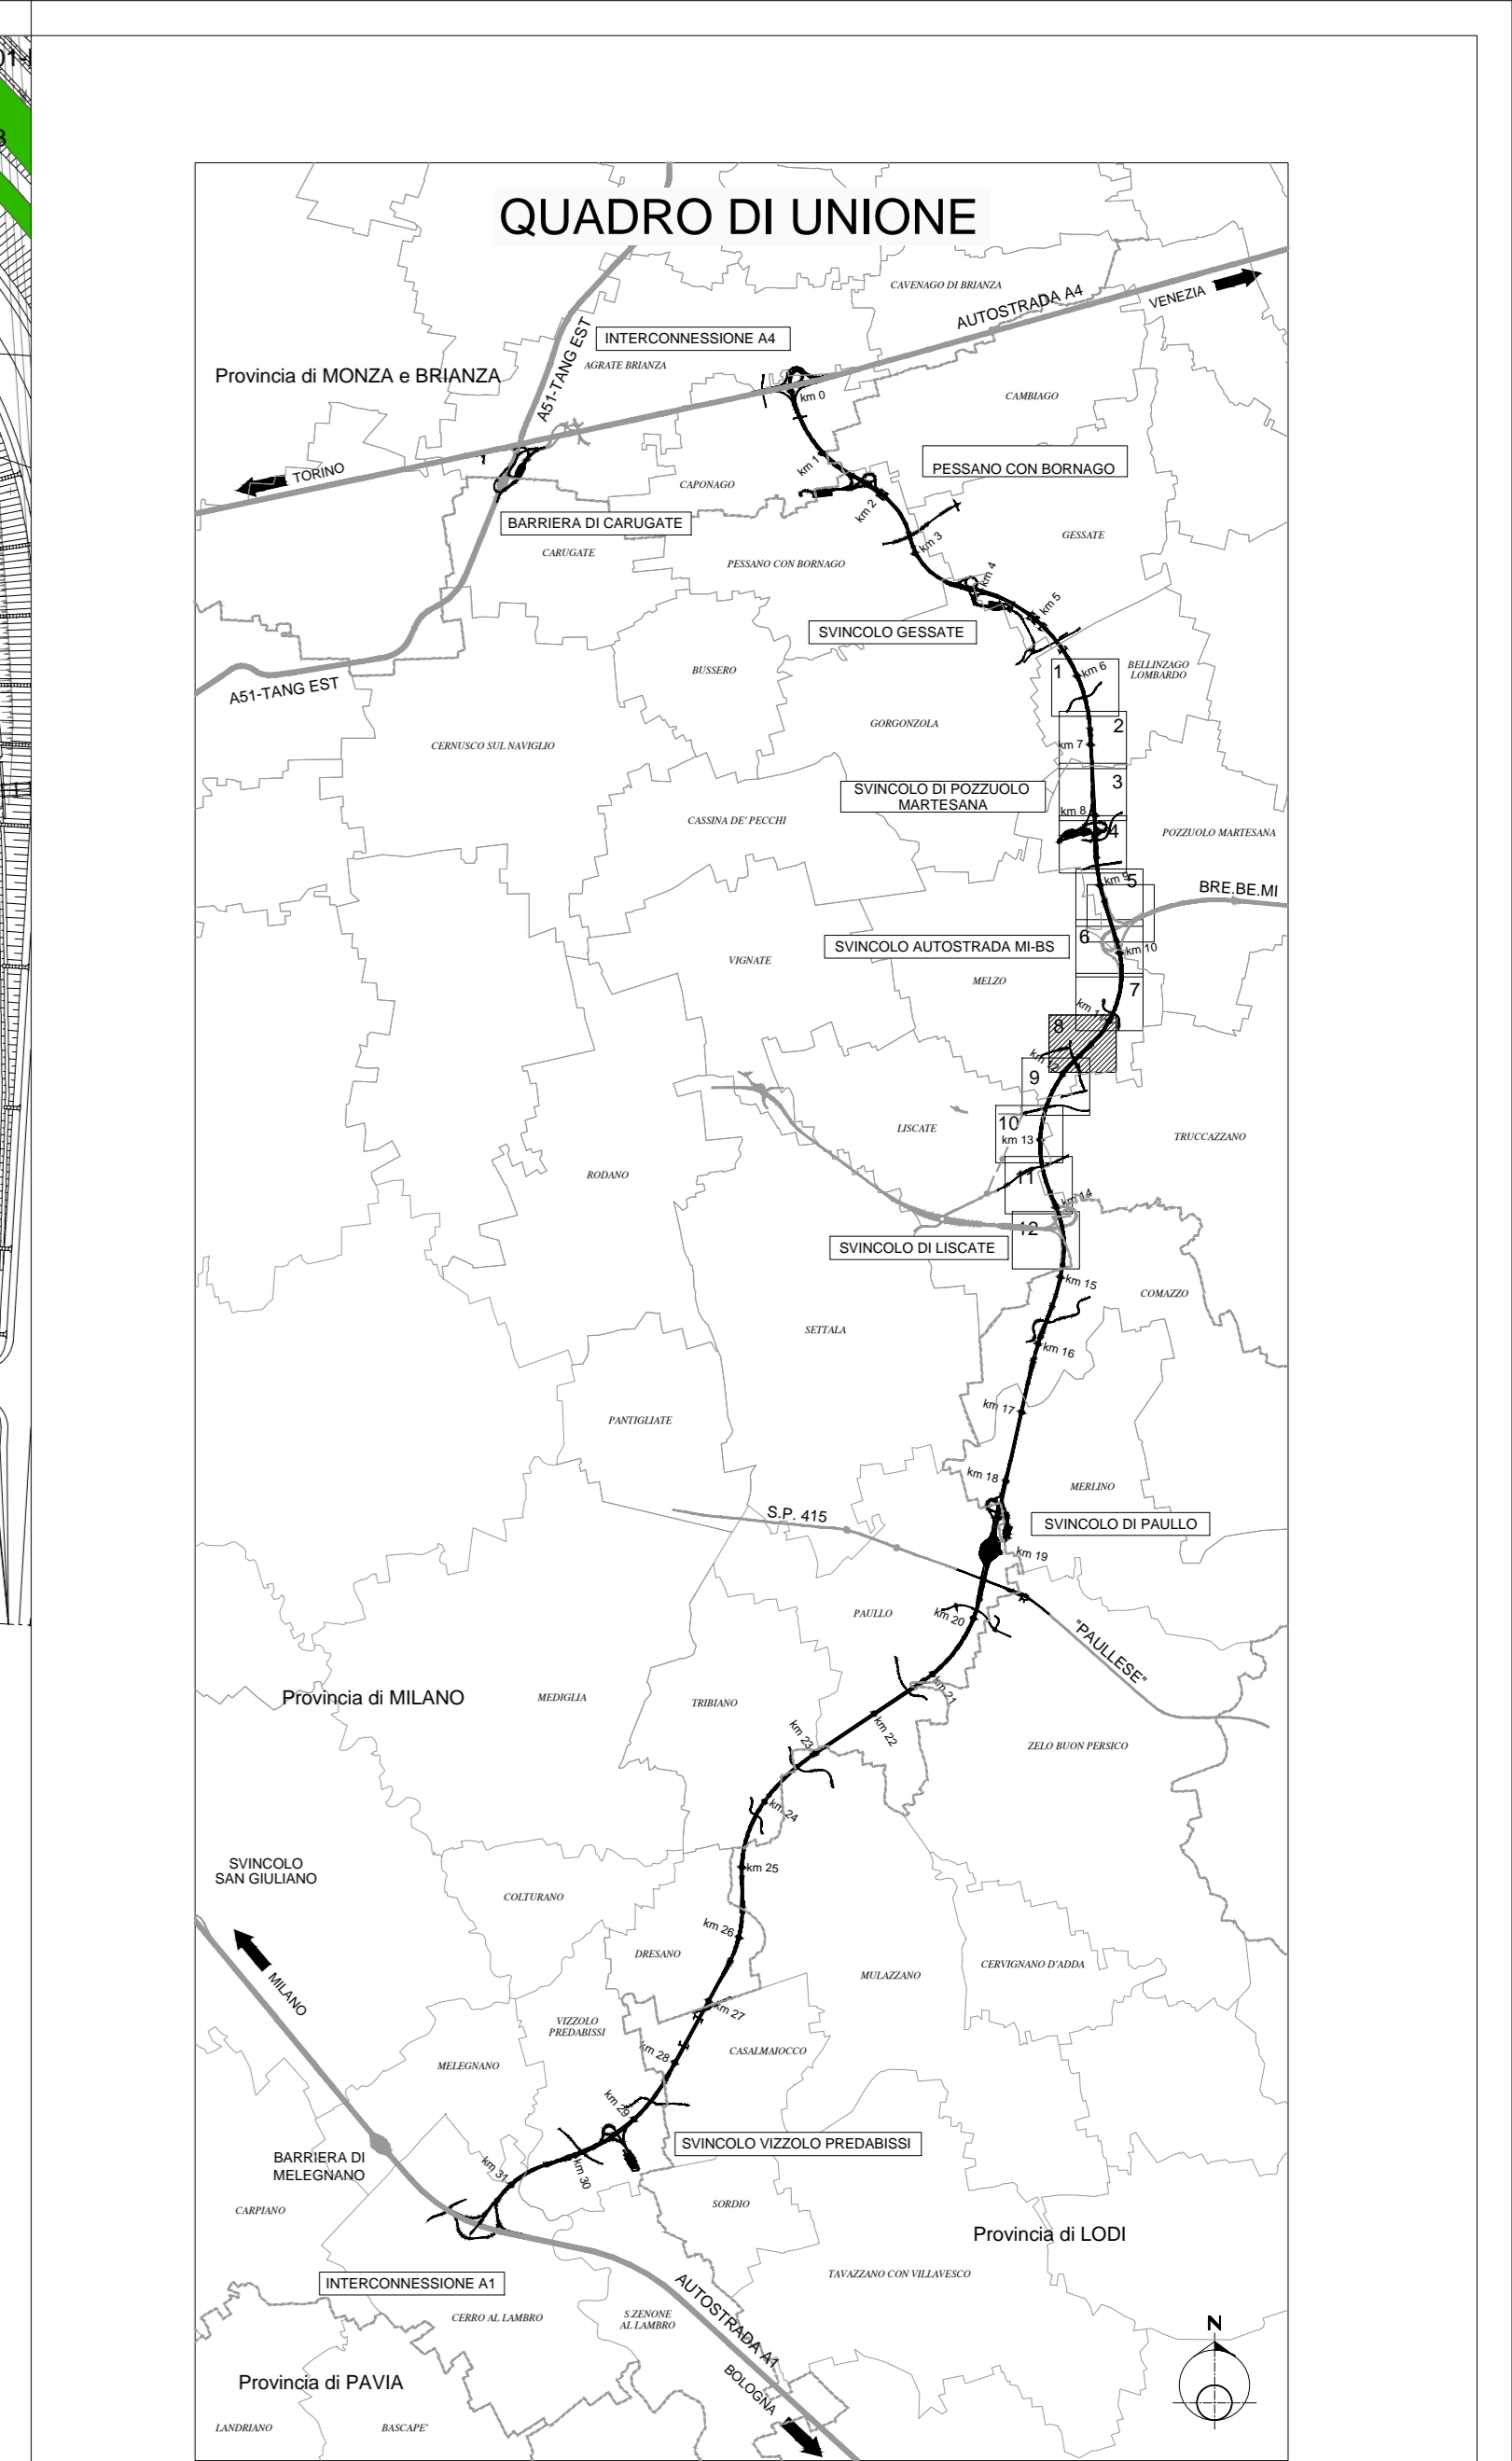 QUADRO DI UNIONE
CAVENAGO DI BRIANZA
AUTOSTRADA A4
VENEZIA
INTERCONNESSIONE A4
AGRATE BRIANZA
A51-TANG EST
Provincia di MONZA e BRIANZA
km 0
CAMBIAGO
PESSANO CON BORNAGO
TORINO
km 1
CAPONAGO
km 2
BARRIERA DI CARUGATE
CARUGATE
km 3
GESSATE
PESSANO CON BORNAGO
km 4
km 5
SVINCOLO GESSATE
BUSSERO
1
km 6
BELLINZAGO
LOMBARDO
A51-TANG EST
GORGONZOLA
2
CERNUSCO SUL NAVIGLIO
km 7
3
SVINCOLO DI POZZUOLO
MARTESANA
km 8
CASSINA DE' PECCHI
4
POZZUOLO MARTESANA
km 9
5
BRE.BE.MI
6
SVINCOLO AUTOSTRADA MI-BS
km 10
VIGNATE
MELZO
7
8
9
10
LISCATE
km 13
TRUCCAZZANO
RODANO
11
km 14
12
SVINCOLO DI LISCATE
km 15
COMAZZO
SETTALA
km 16
km 17
PANTIGLIATE
km 18
MERLINO
S.P. 415
SVINCOLO DI PAULLO
km 19
PAULLO
km 20
"PAULLESE"
km 21
Provincia di MILANO
MEDIGLIA
TRIBIANO
km 22
km 23
ZELO BUON PERSICO
km 24
SVINCOLO
SAN GIULIANO
km 25
COLTURANO
km 26
DRESANO
MULAZZANO
CERVIGNANO D'ADDA
MILANO
km 27
VIZZOLO
PREDABISSI
km 28
CASALMAIOCCO
MELEGNANO
km 29
SVINCOLO VIZZOLO PREDABISSI
BARRIERA DI
MELEGNANO
km 30
km 31
CARPIANO
SORDIO
Provincia di LODI
TAVAZZANO CON VILLAVESCO
INTERCONNESSIONE A1
AUTOSTRADA A1
CERRO AL LAMBRO
S.ZENONE
AL LAMBRO
N
Provincia di PAVIA
BOLOGNA
LANDRIANO
BASCAPE'